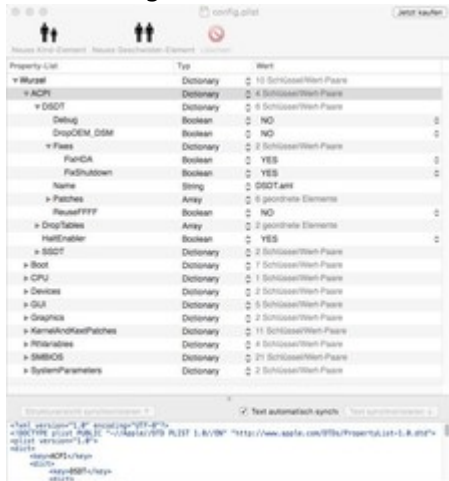 config.plist
Jetzt kaufen
Neues Kind-Element Neues Geschwister-Element Löschen
Property-List Typ Wert
Wurzel Dictionary 10 Schlüssel/Wert-Paare
ACPI Dictionary 4 Schlüssel/Wert-Paare
DSDT Dictionary 6 Schlüssel/Wert-Paare
Debug Boolean NO
DropOEM_DSM Boolean NO
Fixes Dictionary 2 Schlüssel/Wert-Paare
FixHDA Boolean YES
FixShutdown Boolean YES
Name String DSDT.aml
Patches Array 6 geordnete Elemente
ReuseFFFF Boolean NO
DropTables Array 2 geordnete Elemente
HaltEnabler Boolean YES
SSDT Dictionary Schlüssel/Wert-Paare
Boot Dictionary 7 Schlüssel/Wert-Paare
CPU Dictionary 1 Schlüssel/Wert-Paare
Devices Dictionary 2 Schlüssel/Wert-Paare
GUI Dictionary 5 Schlüssel/Wert-Paare
Graphics Dictionary 2 Schlüssel/Wert-Paare
KernelAndKextPatches Dictionary 11 Schlüssel/Wert-Paare
RtVariables Dictionary 4 Schlüssel/Wert-Paare
SMBIOS Dictionary 21 Schlüssel/Wert-Paare
SystemParameters Dictionary 2 Schlüssel/Wert-Paare
Text automatisch synchr.
<?xml version="1.0" encoding="UTF-8"?>
<!DOCTYPE plist PUBLIC "-//Apple//DTD PLIST 1.0//EN" "http://www.apple.com/DTDs/PropertyList-1.0.dtd">
<plist version="1.0">
<dict>
<key>ACPI</key>
<dict>
<key>DSDT</key>
<dict>